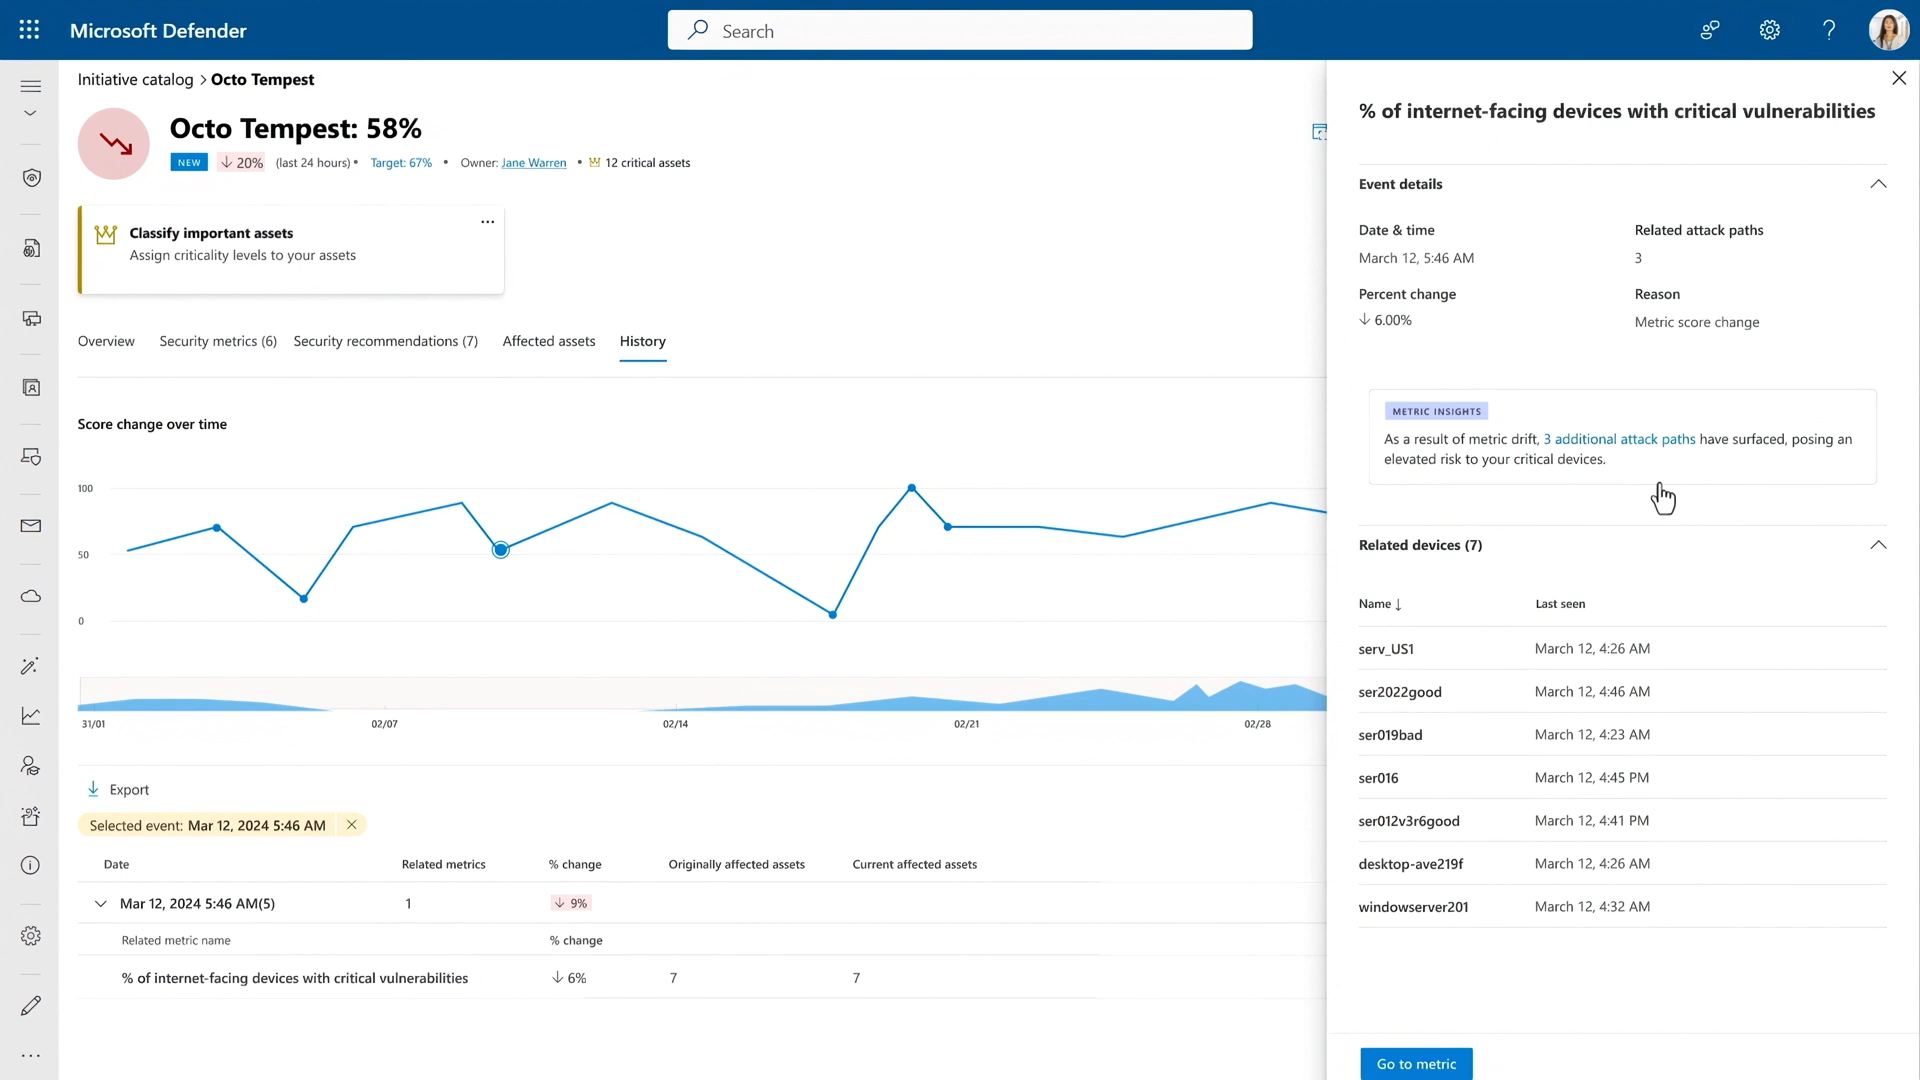 Microsoft Defender
Search
Initiative catalog > Octo Tempest
Octo Tempest: 58%
NEW ↓ 20% (last 24 hours) • Target: 67% • Owner: Jane Warren • 12 critical assets
Classify important assets
...
Assign criticality levels to your assets
Overview Security metrics (6) Security recommendations (7) Affected assets History
Score change over time
100
50
0
31/01 02/07 02/14 02/21 02/28
Export
Selected event: Mar 12, 2024 5:46 AM
Date Related metrics % change Originally affected assets Current affected assets
Mar 12, 2024 5:46 AM(5) 1 ↓ 9%
Related metric name % change
% of internet-facing devices with critical vulnerabilities ↓ 6% 7 7
% of internet-facing devices with critical vulnerabilities
Event details
Date & time Related attack paths
March 12, 5:46 AM 3
Percent change Reason
↓ 6.00% Metric score change
METRIC INSIGHTS
As a result of metric drift, 3 additional attack paths have surfaced, posing an
elevated risk to your critical devices.
Related devices (7)
Name ↓ Last seen
serv_US1 March 12, 4:26 AM
ser2022good March 12, 4:46 AM
ser019bad March 12, 4:23 AM
ser016 March 12, 4:45 PM
ser012v3r6good March 12, 4:41 PM
desktop-ave219f March 12, 4:26 AM
windowserver201 March 12, 4:32 AM
Go to metric